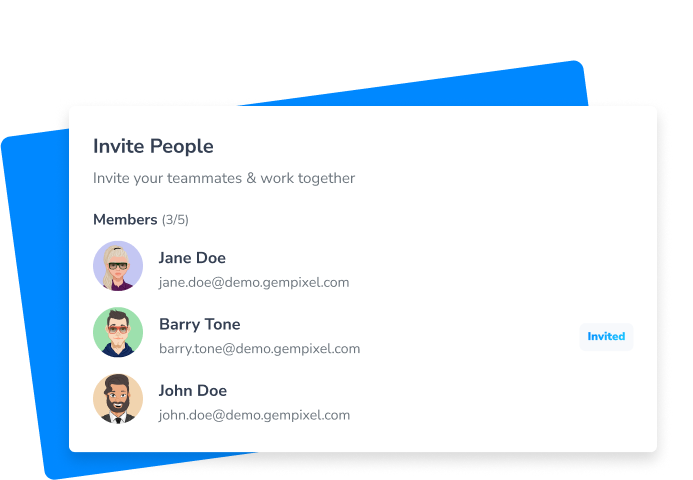 Invite People
Invite your teammates & work together
Members (3/5)
Jane Doe
jane.doe@demo.gempixel.com
Barry Tone
barry.tone@demo.gempixel.com
Invited
John Doe
john.doe@demo.gempixel.com